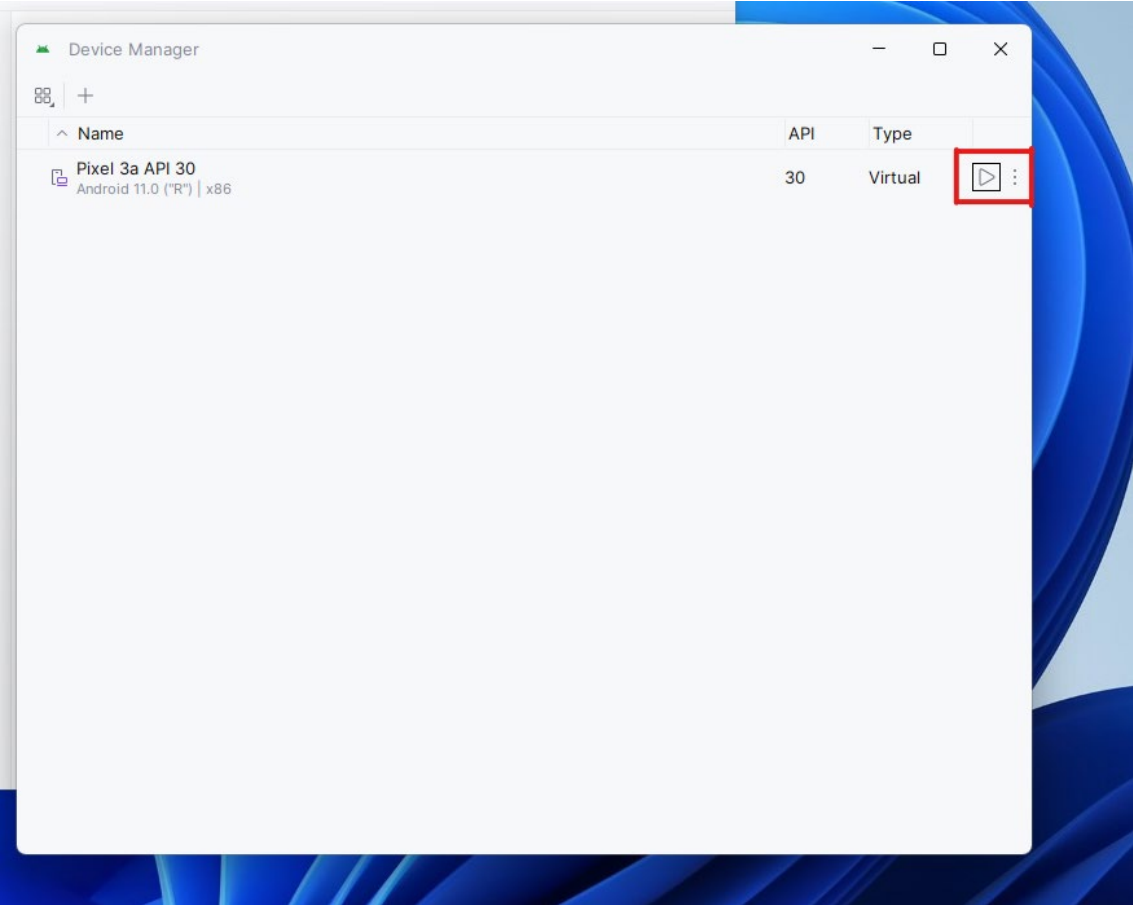 Device Manager
Name API Type
Pixel 3a API 30
Android 11.0 ("R") | x86
30 Virtual